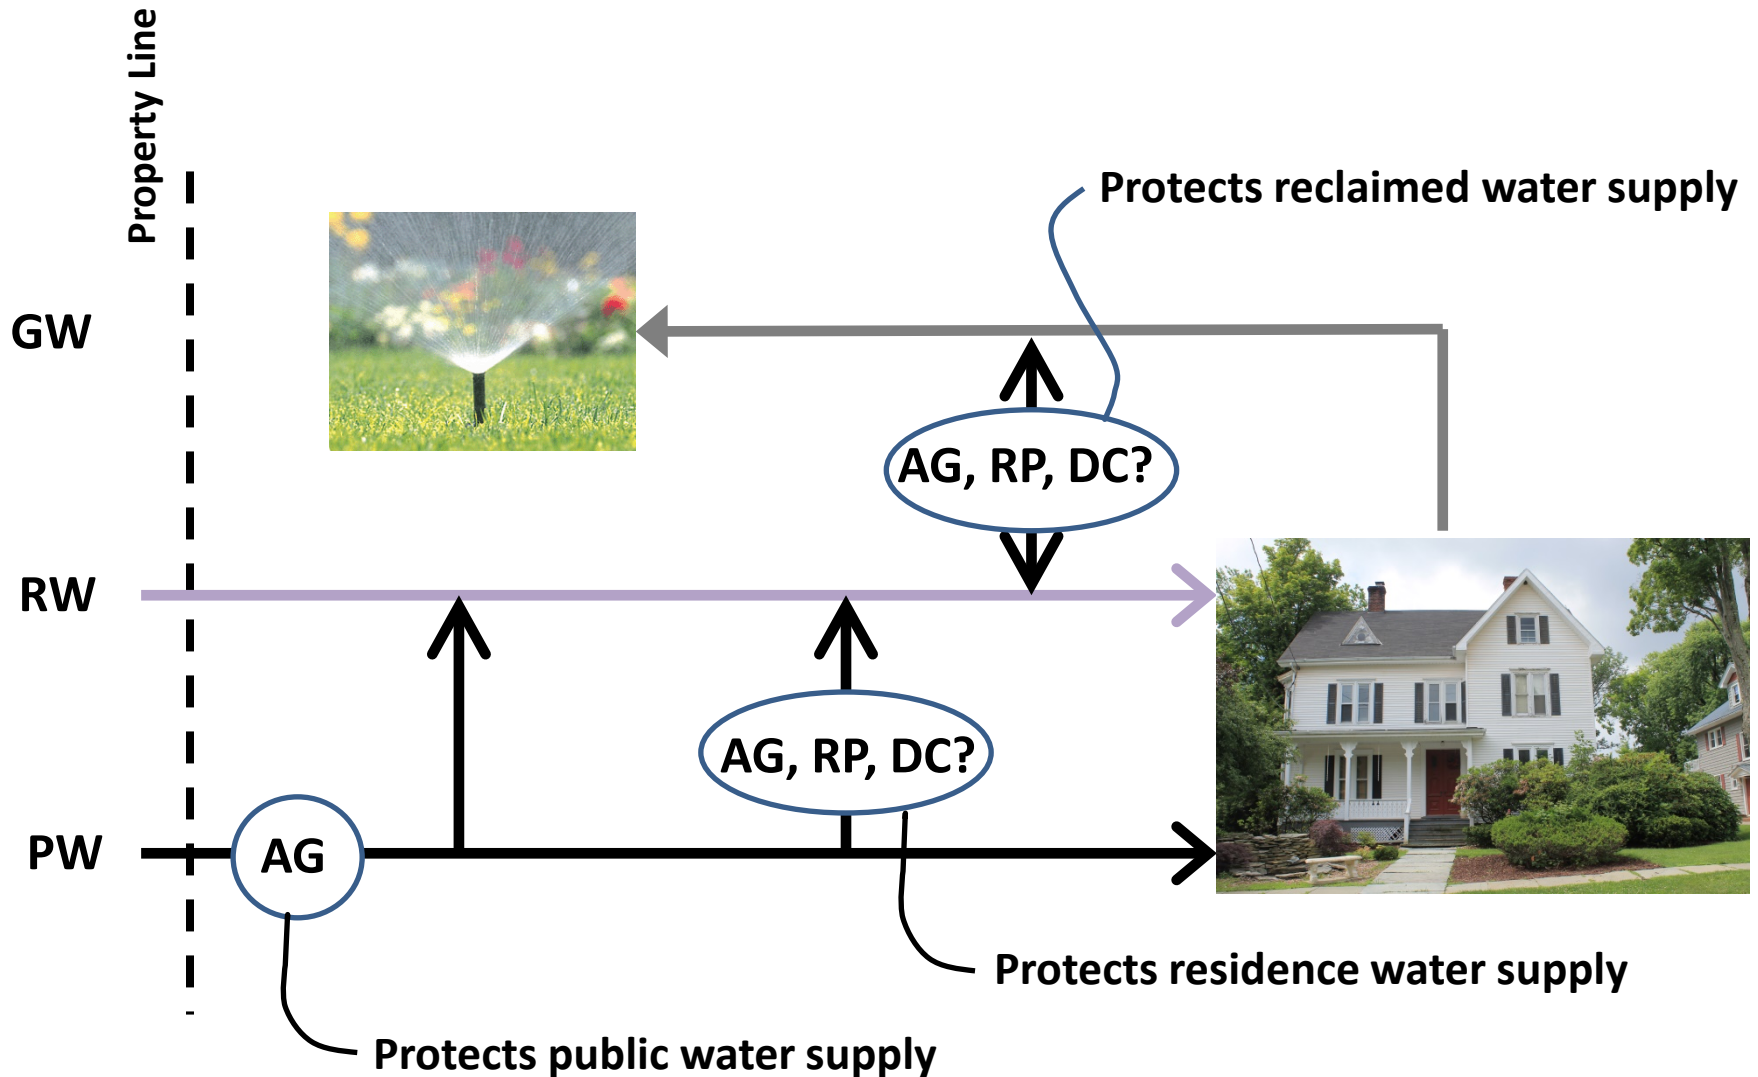 Property Line
Protects reclaimed water supply
GW
AG, RP, DC?
RW
AG, RP, DC?
PW
AG
Protects residence water supply
Protects public water supply